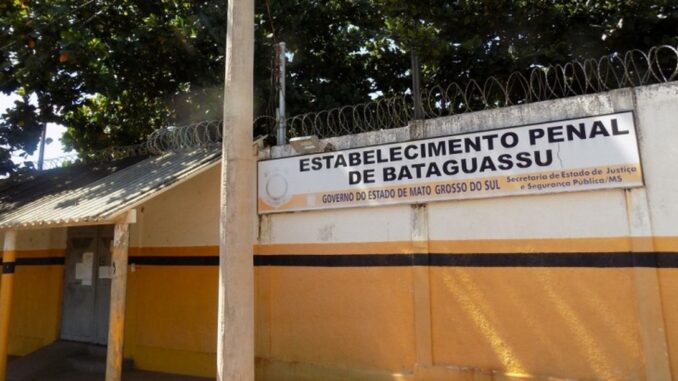 ESTABELECIMENTO PENAL
DE BATAGUASSU
GOVERNO DO ESTADO DE MATO GROSSO DO SUL
Secretaria de Estado de Justiça
e Segurança Pública/MS